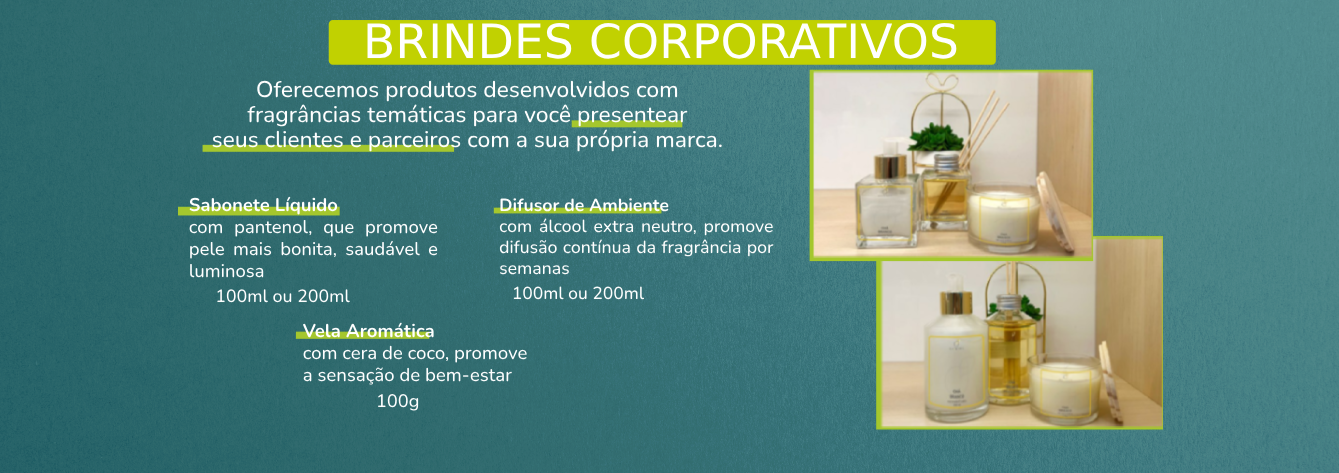 BRINDES CORPORATIVOS
Oferecemos produtos desenvolvidos com
fragrâncias temáticas para você presentear
seus clientes e parceiros com a sua própria marca.
Sabonete Líquido
com pantenol, que promove
pele mais bonita, saudável e
luminosa
100ml ou 200ml
Difusor de Ambiente
com álcool extra neutro, promove
difusão contínua da fragrância por
semanas
100ml ou 200ml
Vela Aromática
com cera de coco, promove
a sensação de bem-estar
100g